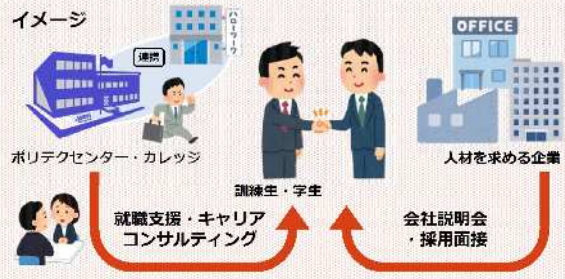 イメージ
ハローワーク
連携
OFFICE
ポリテクセンター・カレッジ
人材を求める企業
訓練生・学生
就職支援・キャリア
コンサルティング
会社説明会
・採用面接